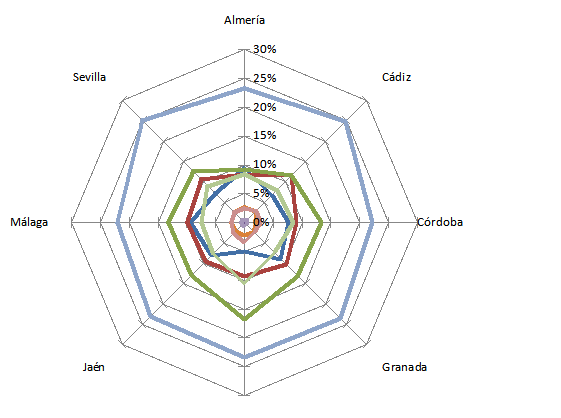 Almería
30%
Sevilla
Cádiz
25%
20%
15%
10%
5%
Málaga
0%
Córdoba
Jaén
Granada